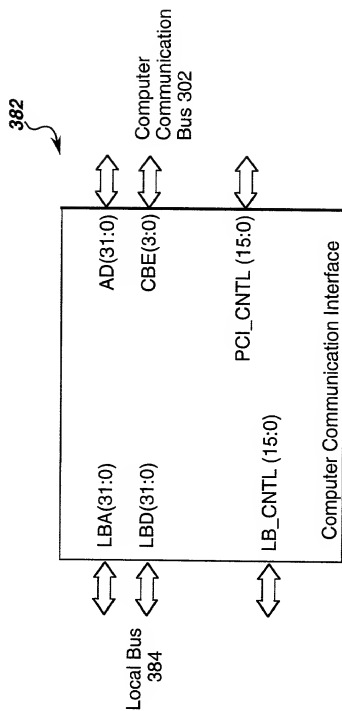 382
Local Bus
384
LBA(31:0)
LBD(31:0)
LB_CNTL (15:0)
AD(31:0)
CBE(3:0)
PCI_CNTL (15:0)
Computer
Communication
Bus 302
Computer Communication Interface